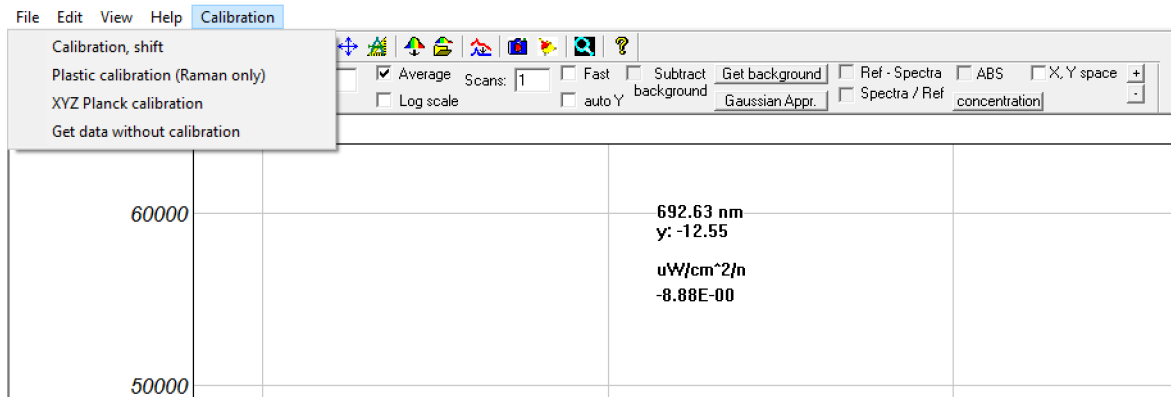 File Edit View Help Calibration
Calibration, shift
Plastic calibration (Raman only)
XYZ Planck calibration
Get data without calibration
Average Scans: 1 Fast Subtract background Get background Ref - Spectra ABS X, Y space +
Log scale auto Y Gaussian Appr. Spectra / Ref concentration -
60000
692.63 nm
y: -12.55
uW/cm^2/n
-8.88E-00
50000